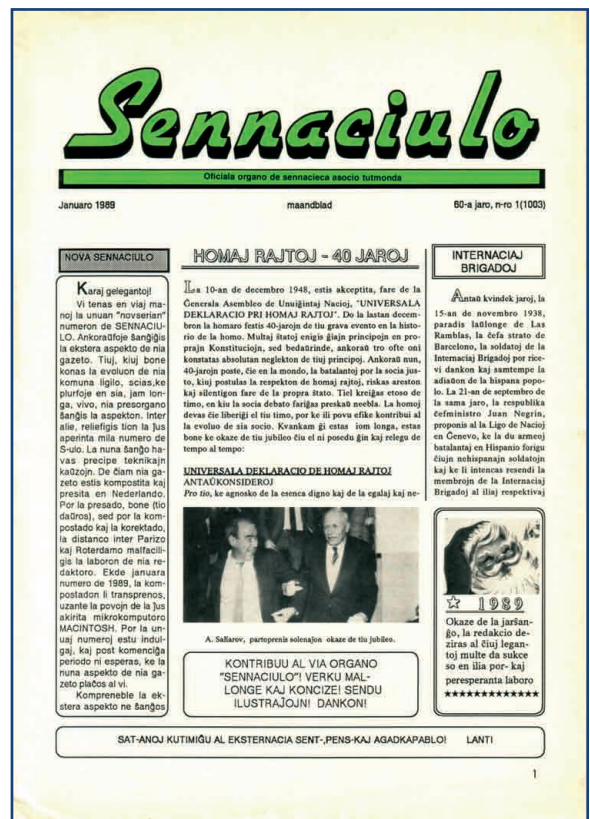 Sennaciulo
Oficiala organo de sennacieca asocio tutmonda
Januaro 1989
maandblad
60-a jaro, n-ro 1(1003)
NOVA SENNACIULO
Karaj gelegantoj!
Vi tenas en viaj ma-
noj la unuan "novserian"
numeron de SENNACIU-
LO. Ankoraŭfoje ŝanĝiĝis
la ekstera aspekto de nia
gazeto. Tiuj, kiuj bone
konas la evoluon de nia
komuna ligilo, scias,ke
plurfoje en sia, jam lon-
ga, vivo, nia presorgano
ŝanĝis la aspekton. Inter
alie, reliefigis tion la ĵus
aperinta mila numero de
S-ulo. La nuna ŝanĝo ha-
vas precipe teknikajn
kaŭzojn. De ĉiam nia ga-
zeto estis kompostita kaj
presita en Nederlando.
Por la presado, bone (tio
daŭros), sed por la kom-
postado kaj la korektado,
la distanco inter Parizo
kaj Roterdamo malfacili-
gis la laboron de nia re-
daktoro. Ekde januara
numero de 1989, la kom-
postadon li transprenos,
uzante la povojn de la ĵus
akirita mikrokomputoro
MACINTOSH. Por la un-
uaj numeroj estu indul-
gaj, kaj post komenciĝa
periodo ni esperas, ke la
nuna aspekto de nia ga-
zeto plaĉos al vi.
Kompreneble la ek-
stera aspekto ne ŝanĝos
HOMAJ RAJTOJ - 40 JAROJ
La 10-an de decembro 1948, estis akceptita, fare de la
Ĝenerala Asembleo de Unuiĝintaj Nacioj, "UNIVERSALA
DEKLARACIO PRI HOMAJ RAJTOJ". Do la lastan decem-
bron la homaro festis 40-jarojn de tiu grava evento en la histo-
rio de la homo. Multaj ŝtatoj enigis ĝiajn principojn en pro-
prajn Konstituciojn, sed bedaŭrinde, ankoraŭ tro ofte oni
konstatas absolutan neglekton de tiuj principoj. Ankoraŭ nun,
40-jarojn poste, ĉie en la mondo, la batalantoj por la socia jus-
to, kiuj postulas la respekton de homaj rajtoj, riskas areston
kaj silentigon fare de la propra ŝtato. Tiel kreiĝas etoso de
timo, en kiu la socia debato fariĝas preskaŭ neebla. La homoj
devas ĉie liberiĝi el tiu timo, por ke ili povu efike kontribui al
la evoluo de sia socio. Kvankam ĝi estas iom longa, estas
bone ke okaze de tiu jubileo ĉiu el ni posedu ĝin kaj relegu de
tempo al tempo:
UNIVERSALA DEKLARACIO DE HOMAJ RAJTOJ
ANTAŬKONSIDEROJ
Pro tio, ke agnosko de la esenca digno kaj de la egalaj kaj ne-
A. Saĥarov, partoprenis solenaĵon okaze de tiu jubileo.
KONTRIBUU AL VIA ORGANO
"SENNACIULO"! VERKU MAL-
LONGE KAJ KONCIZE! SENDU
ILUSTRAĴOJN! DANKON!
INTERNACIAJ
BRIGADOJ
Antaŭ kvindek jaroj, la
15-an de novembro 1938,
paradis laŭlonge de Las
Ramblas, la ĉefa strato de
Barcelono, la soldatoj de la
Internaciaj Brigadoj por rice-
vi dankon kaj samtempe la
adiaŭon de la hispana popo-
lo. La 21-an de septembro de
la sama jaro, la respublika
ĉefministro Juan Negrin,
proponis al la Ligo de Nacioj
en Ĝenevo, ke la du armeoj
batalantaj en Hispanio forigu
ĉiujn nehispanajn soldatojn
kaj ke li intencas resendi la
membrojn de la Internaciaj
Brigadoj al iliaj respektivaj
1989
Okaze de la jarŝan-
ĝo, la redakcio de-
ziras al ĉiuj legan-
toj multe da sukce
so en ilia por- kaj
peresperanta laboro
★★★★★★★★★★★★★
SAT-ANOJ KUTIMIĜU AL EKSTERNACIA SENT-,PENS-KAJ AGADKAPABLO! LANTI
1